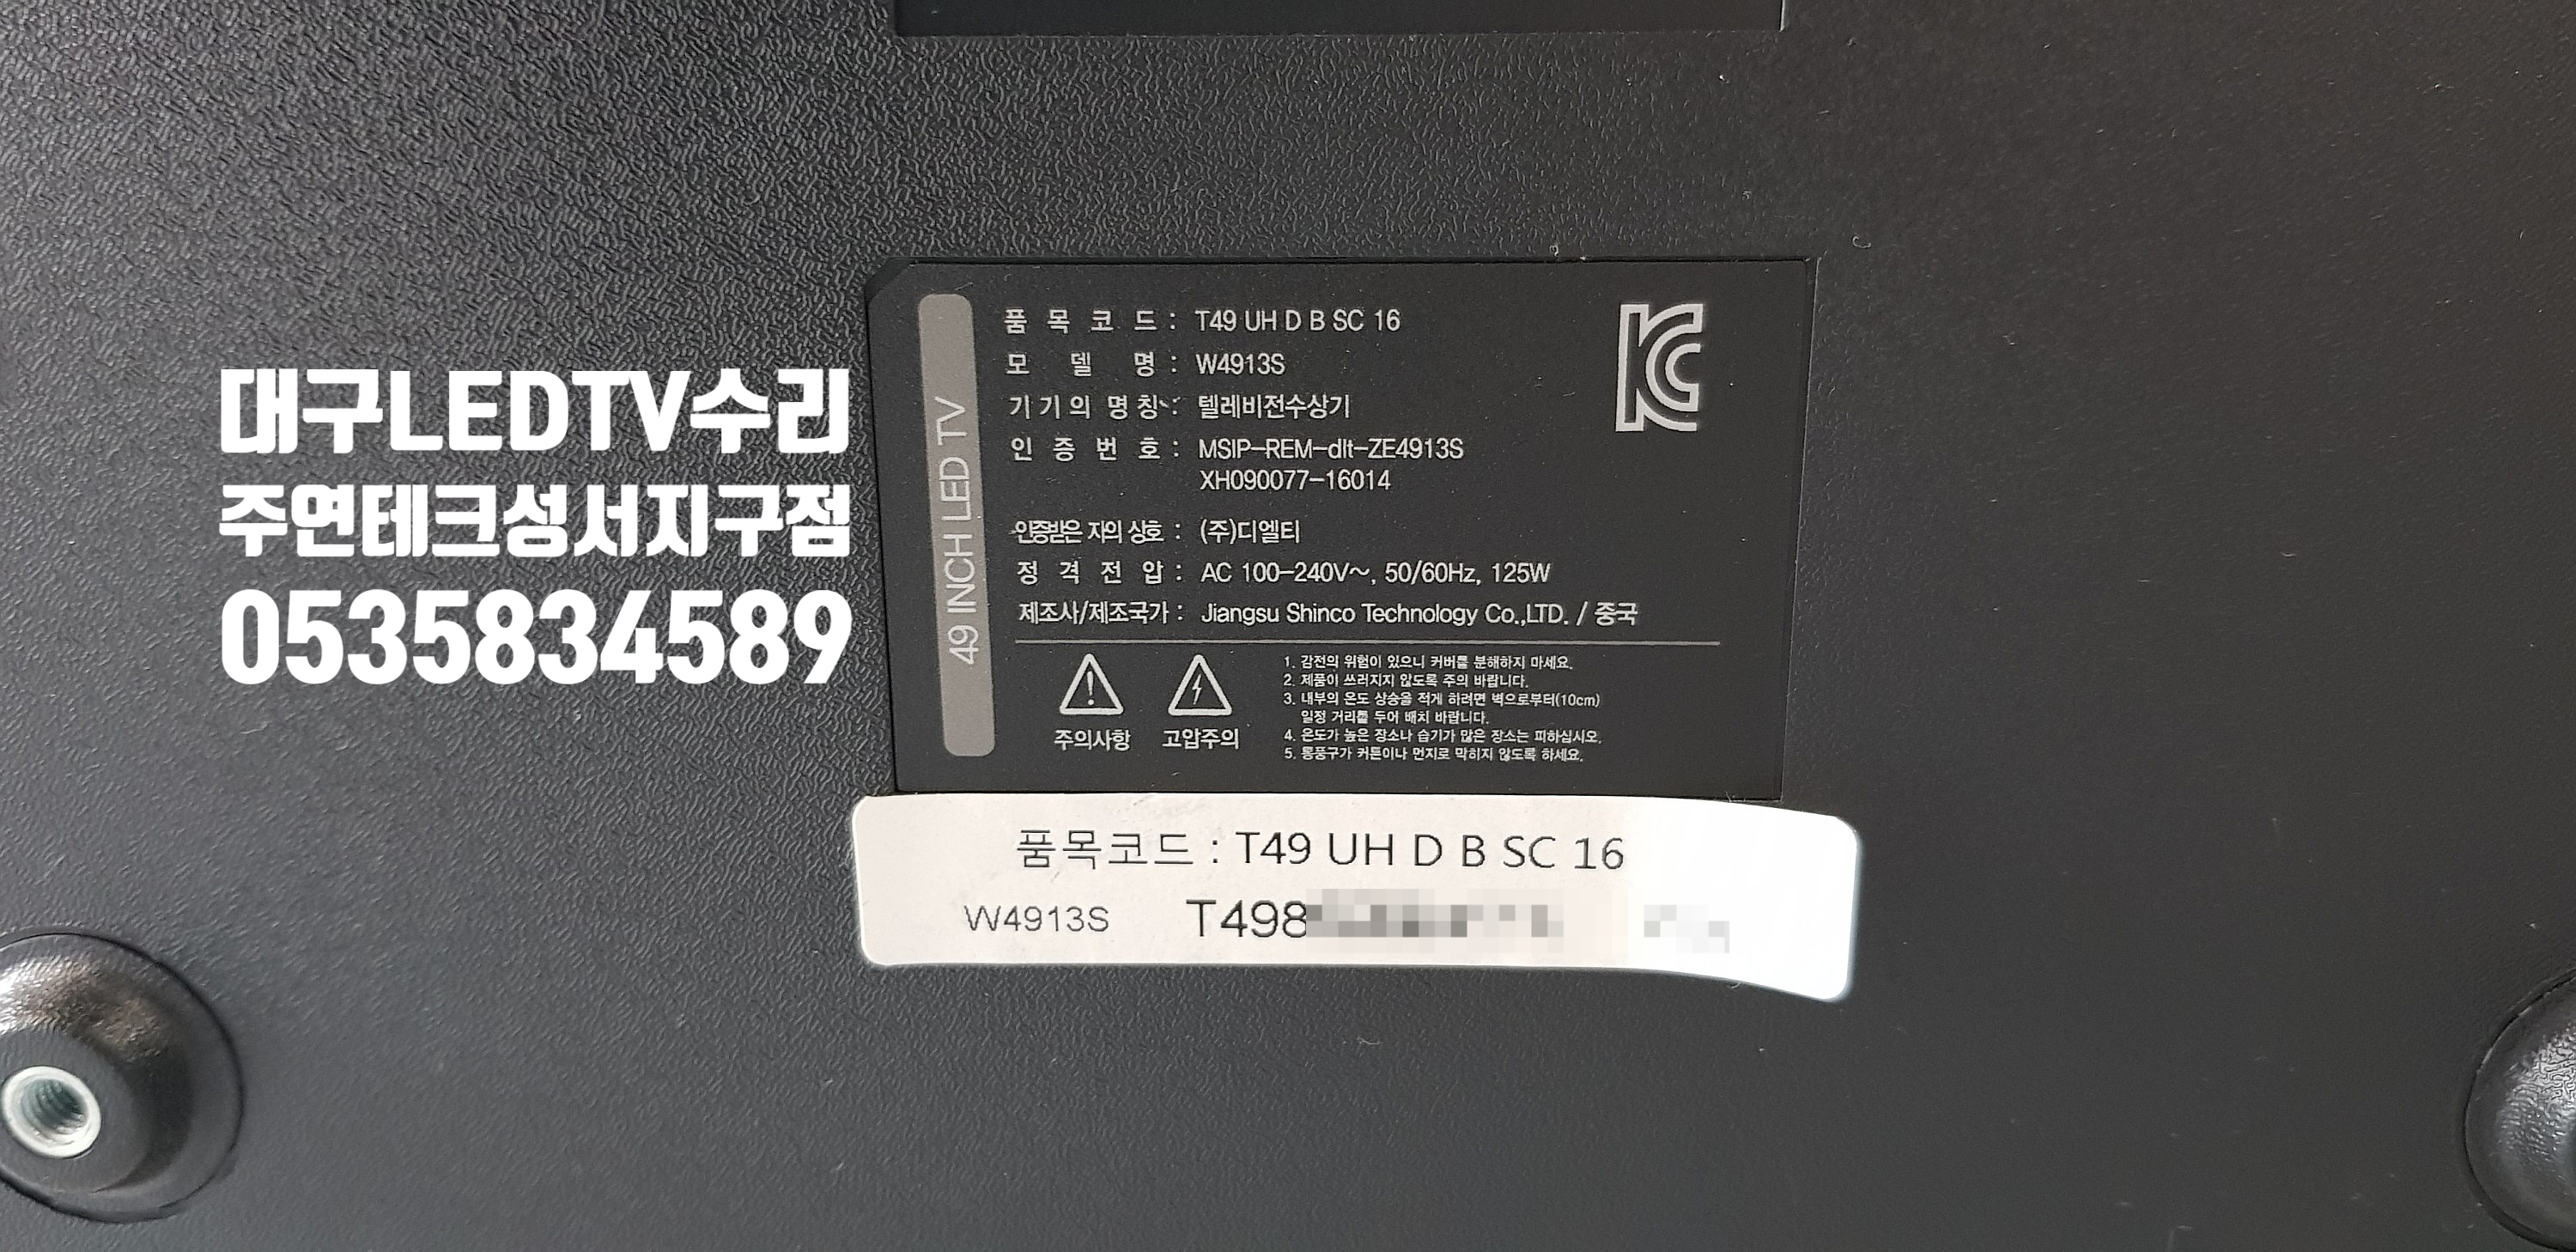 대구LEDTV수리
주연테크성서지구점
0535834589
49 INCH LED TV
품 목 코 드 : T49 UH D B SC 16
모 델 명 : W4913S
기기의 명칭 : 텔레비전수상기
인 증 번 호 : MSIP-REM-dlt-ZE4913S
XH090077-16014
인증받은 자의 상호 : (주)디엘티
정 격 전 압 : AC 100-240V~, 50/60Hz, 125W
제조사/제조국가 : Jiangsu Shinco Technology Co.,LTD. / 중국
주의사항
고압주의
1. 감전의 위험이 있으니 커버를 분해하지 마세요.
2. 제품이 쓰러지지 않도록 주의 바랍니다.
3. 내부의 온도 상승을 적게 하려면 벽으로부터(10cm)
일정 거리를 두어 배치 바랍니다.
4. 온도가 높은 장소나 습기가 많은 장소는 피하십시오.
5. 통풍구가 커튼이나 먼지로 막히지 않도록 하세요.
품목코드 : T49 UH D B SC 16
W4913S T498